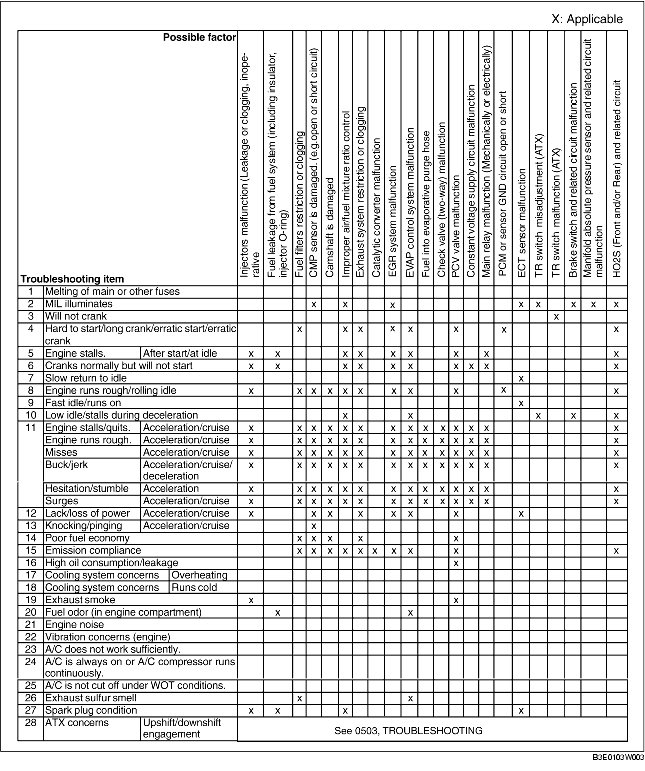 X: Applicable
Possible factor
Injectors malfunction (Leakage or clogging, inope-
rative
Fuel leakage from fuel system (including insulator,
injector O-ring)
Fuel filters restriction or clogging
CMP sensor is damaged. (e.g.open or short circuit)
Camshaft is damaged
Improper air/fuel mixture ratio control
Exhaust system restriction or clogging
Catalytic converter malfunction
EGR system malfunction
EVAP control system malfunction
Fuel into evaporative purge hose
Check valve (two-way) malfunction
PCV valve malfunction
Constant voltage supply circuit malfunction
Main relay malfunction (Mechanically or electrically)
PCM or sensor GND circuit open or short
ECT sensor malfunction
TR switch misadjustment (ATX)
TR switch malfunction (ATX)
Brake switch and related circuit malfunction
Manifold absolute pressure sensor and related circuit
malfunction
HO2S (Front and/or Rear) and related circuit
Troubleshooting item
1 Melting of main or other fuses
2 MIL illuminates x x x x x x x x
3 Will not crank x
4 Hard to start/long crank/erratic start/erratic x x x x x x x x
crank
5 Engine stalls. After start/at idle x x x x x x x x x
6 Cranks normally but will not start x x x x x x x x x x
7 Slow return to idle x
8 Engine runs rough/rolling idle x x x x x x x x x x x
9 Fast idle/runs on x
10 Low idle/stalls during deceleration x x x x x
11 Engine stalls/quits. Acceleration/cruise x x x x x x x x x x x x x x
Engine runs rough. Acceleration/cruise x x x x x x x x x x x x x x
Misses Acceleration/cruise x x x x x x x x x x x x x x
Buck/jerk Acceleration/cruise/ x x x x x x x x x x x x x x
deceleration
Hesitation/stumble Acceleration x x x x x x x x x x x x x x
Surges Acceleration/cruise x x x x x x x x x x x x x x
12 Lack/loss of power Acceleration/cruise x x x x x x x x x
13 Knocking/pinging Acceleration/cruise x
14 Poor fuel economy x x x x x
15 Emission compliance x x x x x x x x x x
16 High oil consumption/leakage x
17 Cooling system concerns Overheating
18 Cooling system concerns Runs cold
19 Exhaust smoke x x
20 Fuel odor (in engine compartment) x x
21 Engine noise
22 Vibration concerns (engine)
23 A/C does not work sufficiently.
24 A/C is always on or A/C compressor runs
continuously.
25 A/C is not cut off under WOT conditions.
26 Exhaust sulfur smell x x
27 Spark plug condition x x x x
28 ATX concerns Upshift/downshift
engagement
See 0503, TROUBLESHOOTING
B3E0103W003